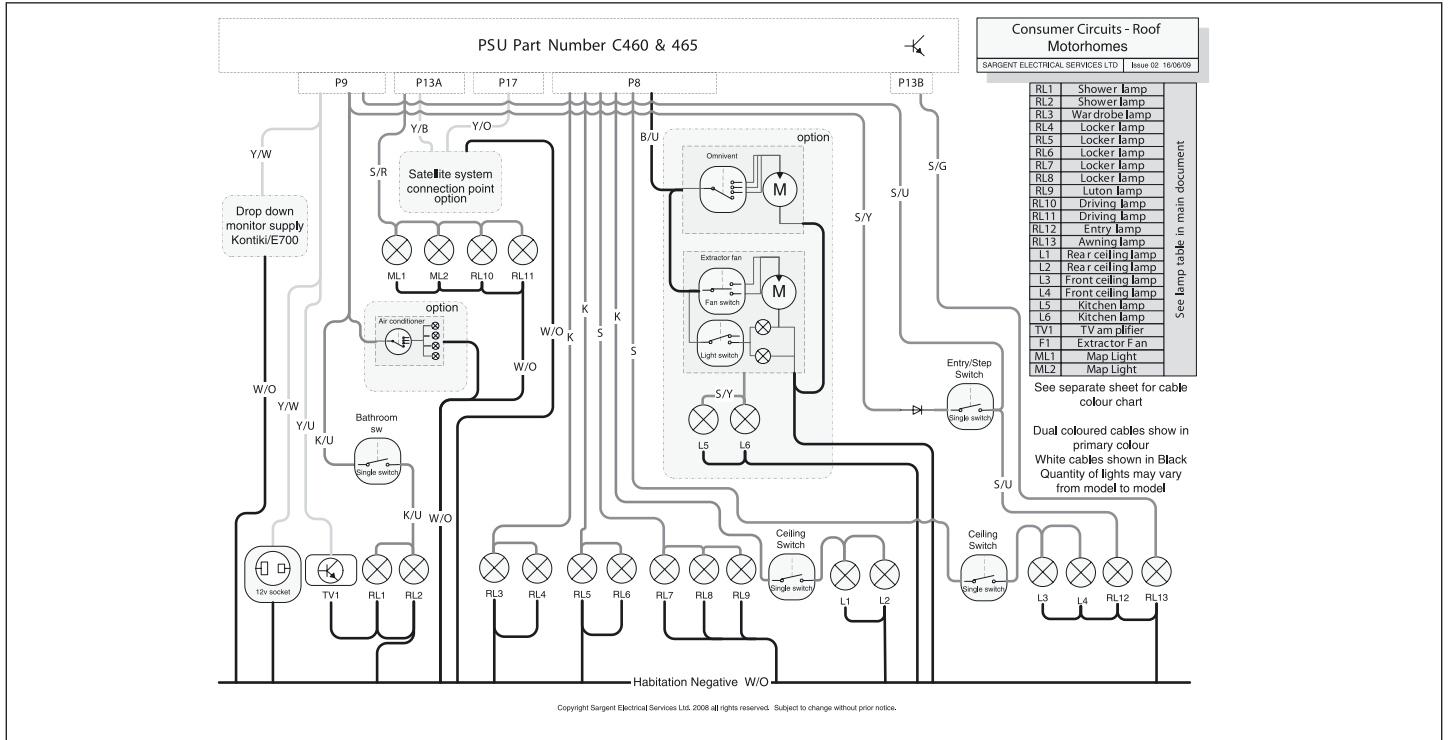 PSU Part Number C460 & 465
Consumer Circuits - Roof
Motorhomes
SARGENT ELECTRICAL SERVICES LTD Issue 02 16/06/09
P9 P13A P17 P8 P13B
RL1 Shower lamp
RL2 Shower lamp
RL3 Wardrobe lamp
RL4 Locker lamp
RL5 Locker lamp
RL6 Locker lamp
RL7 Locker lamp
RL8 Locker lamp
RL9 Luton lamp
RL10 Driving lamp
RL11 Driving lamp
RL12 Entry lamp
RL13 Awning lamp
L1 Rear ceiling lamp
L2 Rear ceiling lamp
L3 Front ceiling lamp
L4 Front ceiling lamp
L5 Kitchen lamp
L6 Kitchen lamp
TV1 TV am plifier
F1 Extractor Fan
ML1 Map Light
ML2 Map Light
See lamp table in main document
See separate sheet for cable
colour chart
Dual coloured cables show in
primary colour
White cables shown in Black
Quantity of lights may vary
from model to model
Y/W
Y/B
Y/O
S/R
B/U
S/U
S/G
S/Y
Satellite system
connection point
option
Drop down
monitor supply
Kontiki/E700
ML1 ML2 RL10 RL11
option
Air conditioner
option
Omnivent
M
Extractor fan
Fan switch
M
Light switch
S/Y
L5 L6
W/O
K
K
S
K
S
W/O
W/O
Y/W
Y/U
K/U
Bathroom
sw
Single switch
K/U
W/O
Entry/Step
Switch
Single switch
S/U
Ceiling
Switch
Single switch
Ceiling
Switch
Single switch
12v socket
TV1 RL1 RL2
RL3 RL4
RL5 RL6
RL7 RL8 RL9
L1 L2
L3 L4 RL12 RL13
Habitation Negative W/O
Copyright Sargent Electrical Services Ltd. 2008 all rights reserved. Subject to change without prior notice.